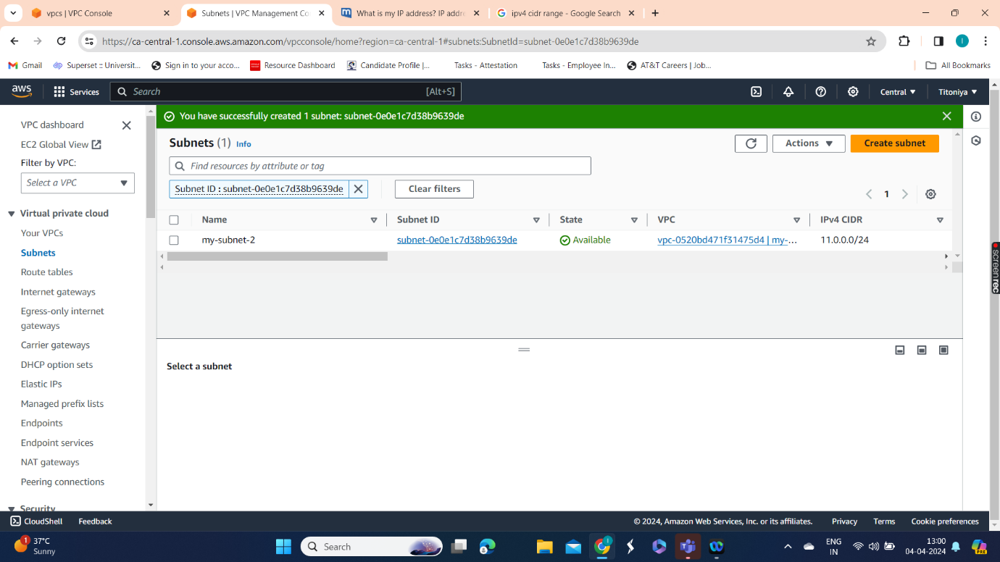 vpcs | VPC Console
Subnets | VPC Management Co
What is my IP address? IP addre
ipv4 cidr range - Google Search
https://ca-central-1.console.aws.amazon.com/vpcconsole/home?region=ca-central-1#subnets:SubnetId=subnet-0e0e1c7d38b9639de
I
Gmail
Superset :: Universit...
Sign in to your acco...
Resource Dashboard
Candidate Profile |...
Tasks - Attestation
Tasks - Employee In...
AT&T Careers | Job...
All Bookmarks
aws
Services
Search
[Alt+S]
Central
Titoniya
VPC dashboard
EC2 Global View
Filter by VPC:
Select a VPC
Virtual private cloud
Your VPCs
Subnets
Route tables
Internet gateways
Egress-only internet
gateways
Carrier gateways
DHCP option sets
Elastic IPs
Managed prefix lists
Endpoints
Endpoint services
NAT gateways
Peering connections
Security
You have successfully created 1 subnet: subnet-0e0e1c7d38b9639de
Subnets (1) Info
Actions
Create subnet
Find resources by attribute or tag
Subnet ID : subnet-0e0e1c7d38b9639de
Clear filters
1
Name
Subnet ID
State
VPC
IPv4 CIDR
my-subnet-2
subnet-0e0e1c7d38b9639de
Available
vpc-0520bd471f31475d4 | my-...
11.0.0.0/24
Select a subnet
screenrec
CloudShell
Feedback
© 2024, Amazon Web Services, Inc. or its affiliates.
Privacy
Terms
Cookie preferences
1
37°C
Sunny
Search
ENG
IN
13:00
04-04-2024
PRE